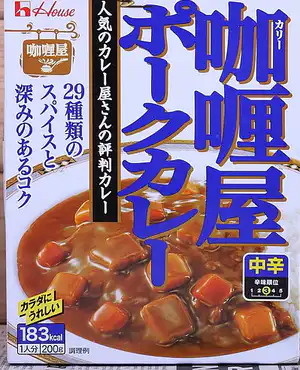 House
咖喱屋
人気のカレー屋さんの評判カレー
カリー
咖喱屋
ポークカレー
29種類の
スパイスと
深みのあるコク
中辛
辛味順位
1 2 3 4 5
カラダに
うれしい
183kcal
1人分 200g
調理例